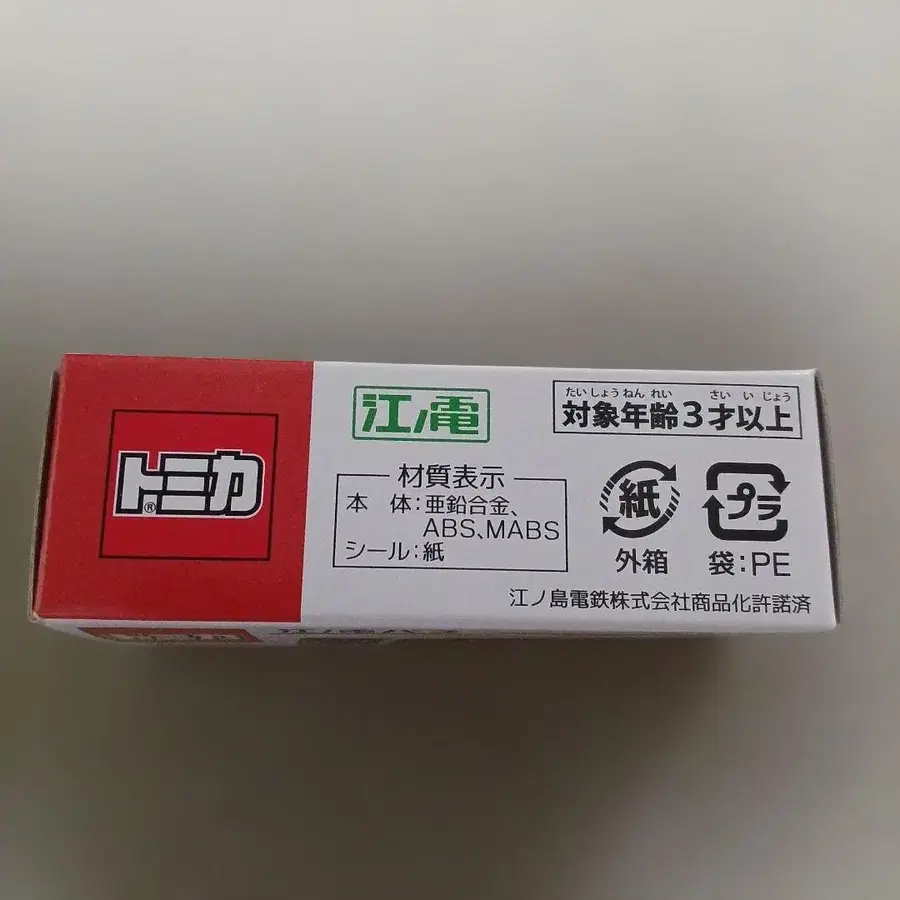 トミカ®
江ノ電
たいしょうねんれい さいいじょう
対象年齢3才以上
材質表示
本 体:亜鉛合金、
ABS、MABS
シール:紙
紙
外箱
プラ
袋:PE
江ノ島電鉄株式会社商品化許諾済